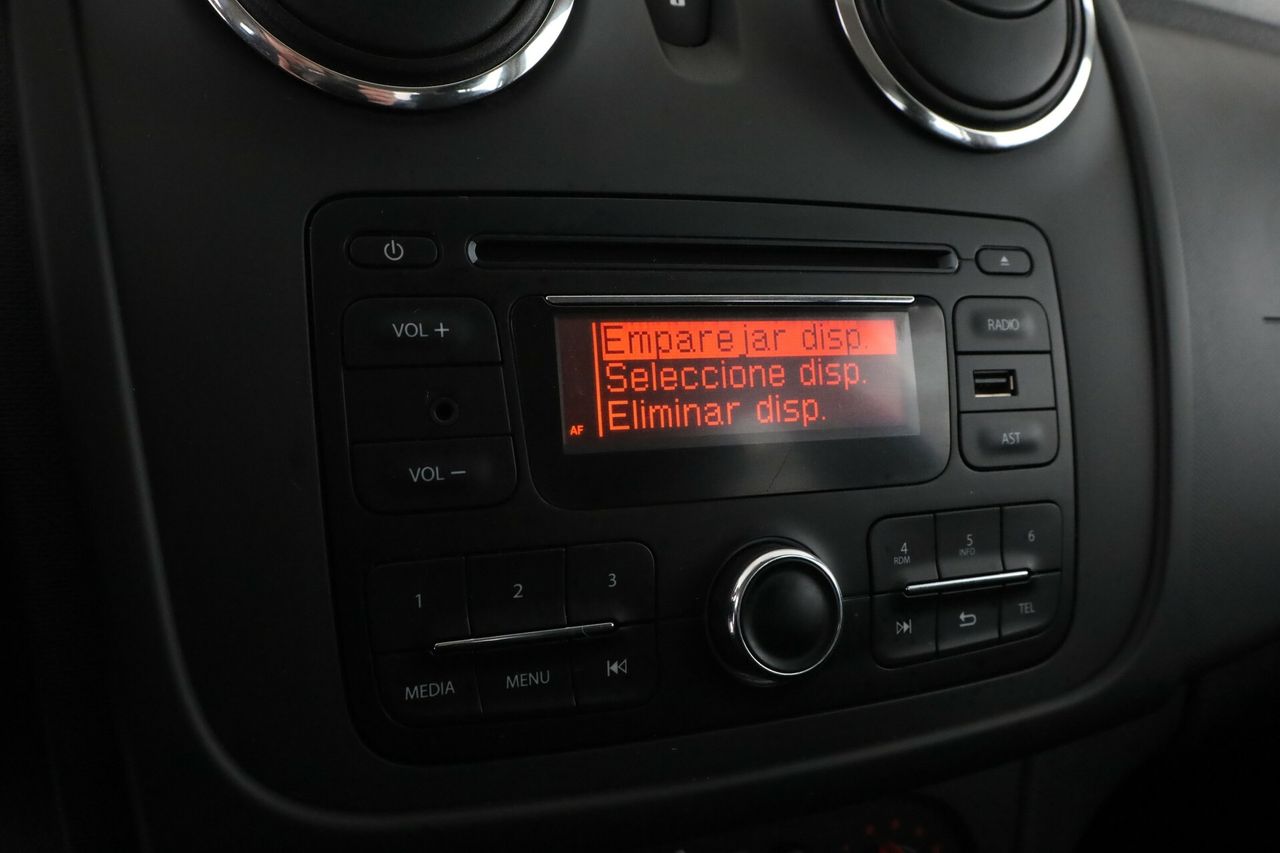 VOL +
VOL −
Emparejar disp.
Seleccione disp.
Eliminar disp.
AF
RADIO
AST
1
2
3
MEDIA
MENU
4
RDM
5
INFO
6
TEL